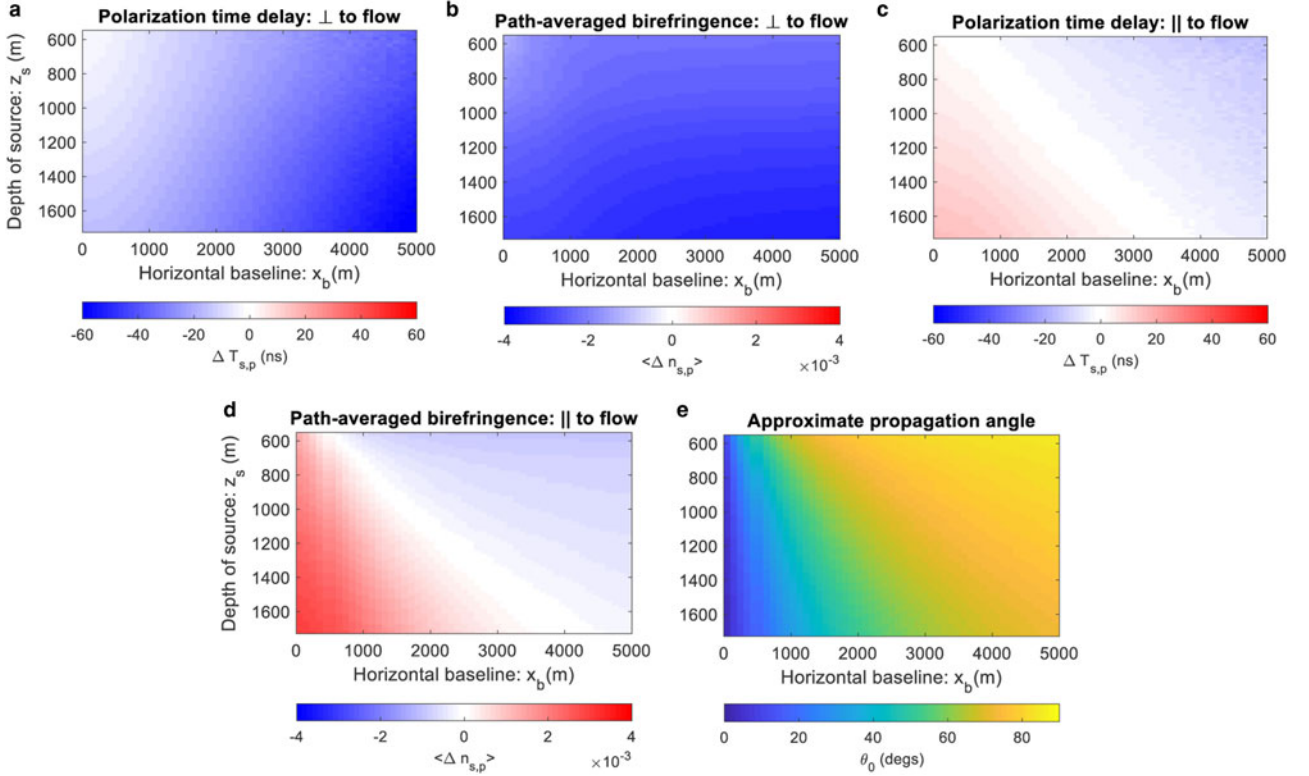 a
Polarization time delay: ⊥ to flow
Depth of source: z_s (m)
600
800
1000
1200
1400
1600
0 1000 2000 3000 4000 5000
Horizontal baseline: x_b(m)
-60 -40 -20 0 20 40 60
Δ T_s,p (ns)
b
Path-averaged birefringence: ⊥ to flow
600
800
1000
1200
1400
1600
0 1000 2000 3000 4000 5000
Horizontal baseline: x_b(m)
-4 -2 0 2 4
<Δ n_s,p>
×10^-3
c
Polarization time delay: || to flow
600
800
1000
1200
1400
1600
0 1000 2000 3000 4000 5000
Horizontal baseline: x_b(m)
-60 -40 -20 0 20 40 60
Δ T_s,p (ns)
d
Path-averaged birefringence: || to flow
Depth of source: z_s (m)
600
800
1000
1200
1400
1600
0 1000 2000 3000 4000 5000
Horizontal baseline: x_b(m)
-4 -2 0 2 4
<Δ n_s,p>
×10^-3
e
Approximate propagation angle
600
800
1000
1200
1400
1600
0 1000 2000 3000 4000 5000
Horizontal baseline: x_b(m)
0 20 40 60 80
θ_0 (degs)